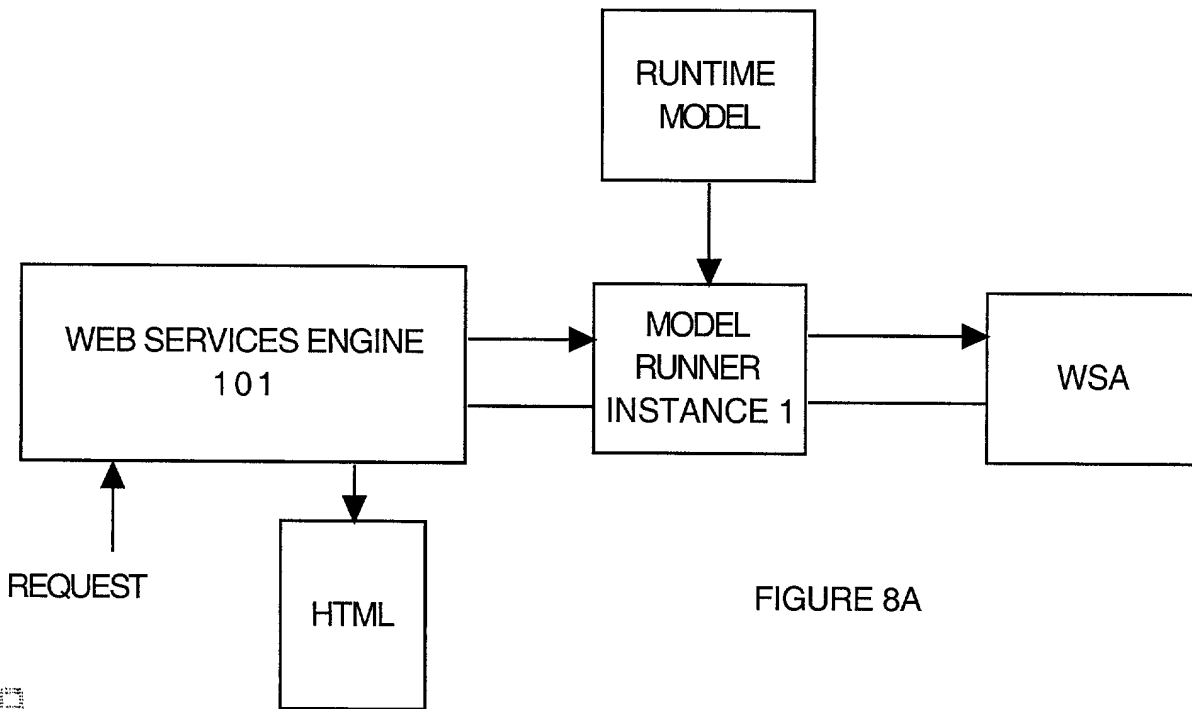 RUNTIME
MODEL
WEB SERVICES ENGINE
101
MODEL
RUNNER
INSTANCE 1
WSA
REQUEST
HTML
FIGURE 8A